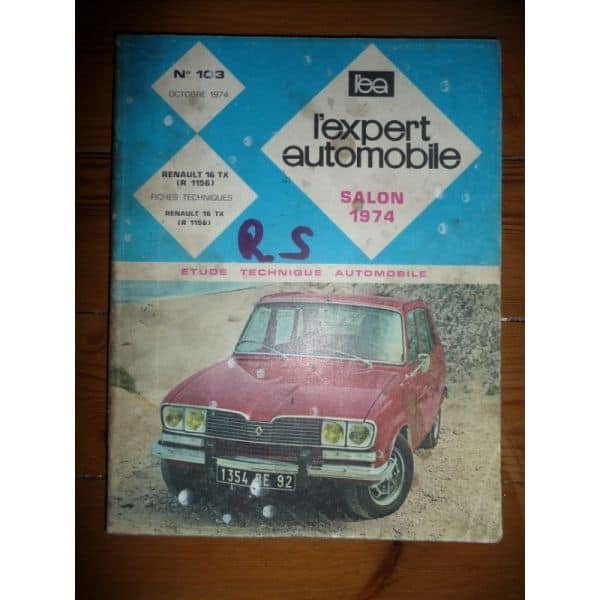 N° 103
OCTOBRE 1974
l'ea
l'expert
automobile
RENAULT 16 TX
(R 1156)
FICHES TECHNIQUES
RENAULT 16 TX
(R 1156)
SALON
1974
R S
ETUDE TECHNIQUE AUTOMOBILE
1354 BE 92